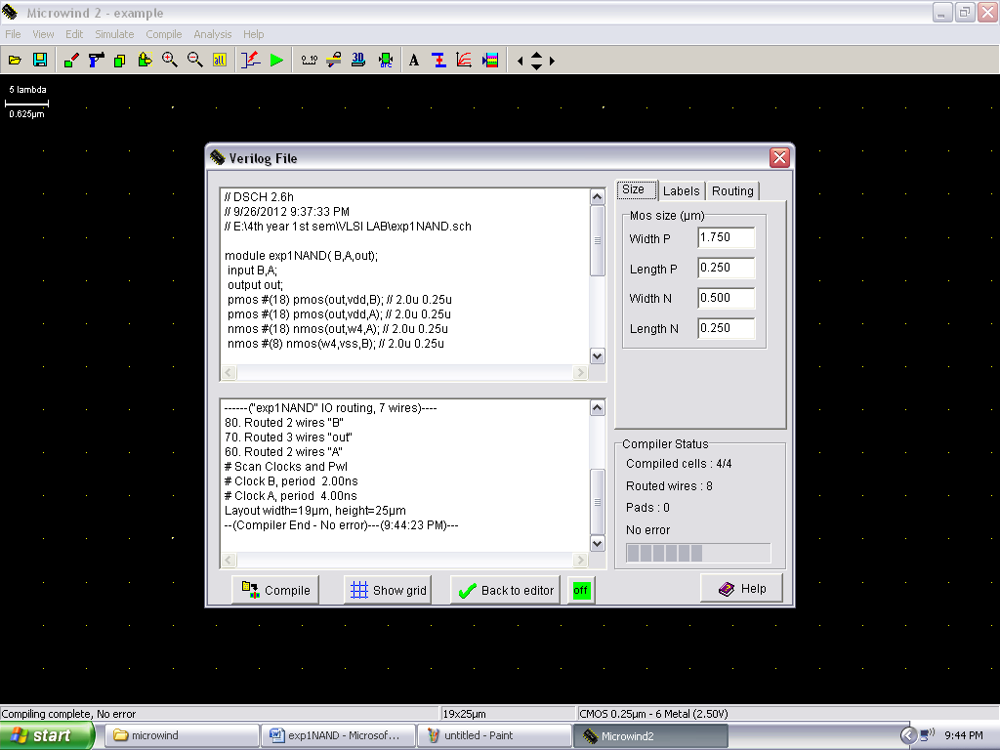 Microwind 2 - example
File View Edit Simulate Compile Analysis Help
all 3D A
5 lambda
0.625µm
Verilog File
// DSCH 2.6h
// 9/26/2012 9:37:33 PM
// E:\4th year 1st sem\VLSI LAB\exp1NAND.sch
module exp1NAND( B,A,out);
input B,A;
output out;
pmos #(18) pmos(out,vdd,B); // 2.0u 0.25u
pmos #(18) pmos(out,vdd,A); // 2.0u 0.25u
nmos #(18) nmos(out,w4,A); // 2.0u 0.25u
nmos #(8) nmos(w4,vss,B); // 2.0u 0.25u
------("exp1NAND" IO routing, 7 wires)----
80. Routed 2 wires "B"
70. Routed 3 wires "out"
60. Routed 2 wires "A"
# Scan Clocks and Pwl
# Clock B, period 2.00ns
# Clock A, period 4.00ns
Layout width=19µm, height=25µm
--(Compiler End - No error)---(9:44:23 PM)---
Size Labels Routing
Mos size (µm)
Width P 1.750
Length P 0.250
Width N 0.500
Length N 0.250
Compiler Status
Compiled cells : 4/4
Routed wires : 8
Pads : 0
No error
Compile Show grid Back to editor off Help
Compiling complete, No error 19x25µm CMOS 0.25µm - 6 Metal (2.50V)
start microwind exp1NAND - Microsof... untitled - Paint Microwind2 9:44 PM